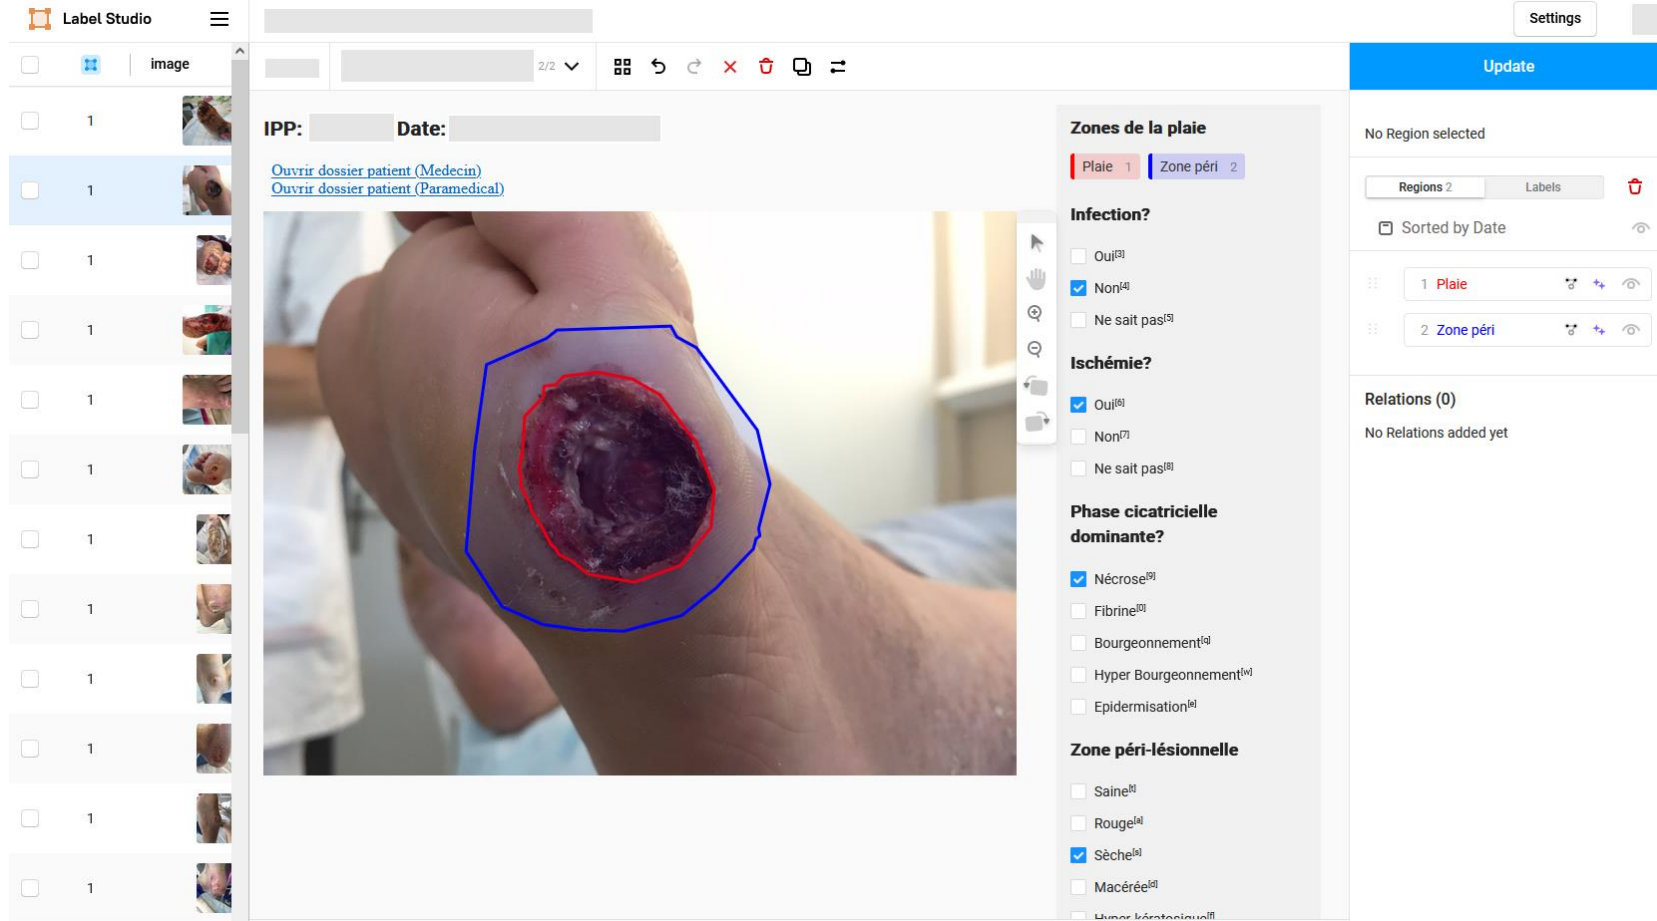 Label Studio
Settings
image
2/2
Update
IPP:
Date:
Ouvrir dossier patient (Medecin)
Ouvrir dossier patient (Paramedical)
1
1
1
1
1
1
1
1
1
1
1
1
Zones de la plaie
Plaie 1
Zone péri 2
Infection?
Oui[3]
Non[4]
Ne sait pas[5]
Ischémie?
Oui[6]
Non[7]
Ne sait pas[8]
Phase cicatricielle
dominante?
Nécrose[9]
Fibrine[0]
Bourgeonnement[q]
Hyper Bourgeonnement[w]
Epidermisation[e]
Zone péri-lésionnelle
Saine[t]
Rouge[a]
Sèche[s]
Macérée[d]
Hyper-kératosique[f]
No Region selected
Regions 2
Labels
Sorted by Date
1 Plaie
2 Zone péri
Relations (0)
No Relations added yet